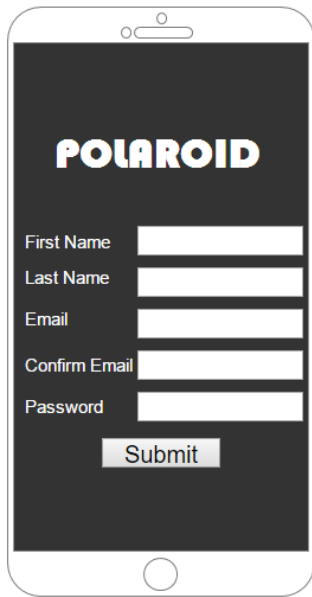 POLAROID
First Name
Last Name
Email
Confirm Email
Password
Submit